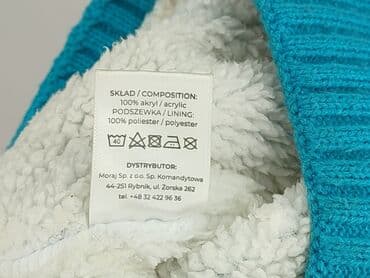 SKŁAD / COMPOSITION:
100% akryl / acrylic
PODSZEWKA / LINING:
100% poliester / polyester
40
DYSTRYBUTOR:
Moraj Sp. z o.o. Sp. Komandytowa
44-251 Rybnik, ul. Żorska 262
tel. +48 32 422 96 36